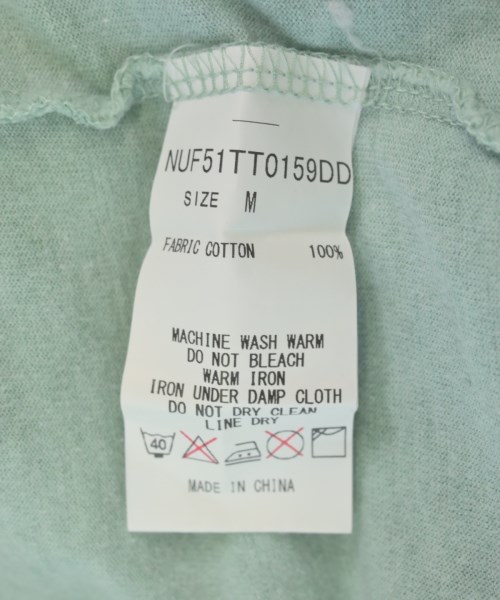 NUF51TT0159DD
SIZE M
FABRIC COTTON 100%
MACHINE WASH WARM
DO NOT BLEACH
WARM IRON
IRON UNDER DAMP CLOTH
DO NOT DRY CLEAN
LINE DRY
40
MADE IN CHINA